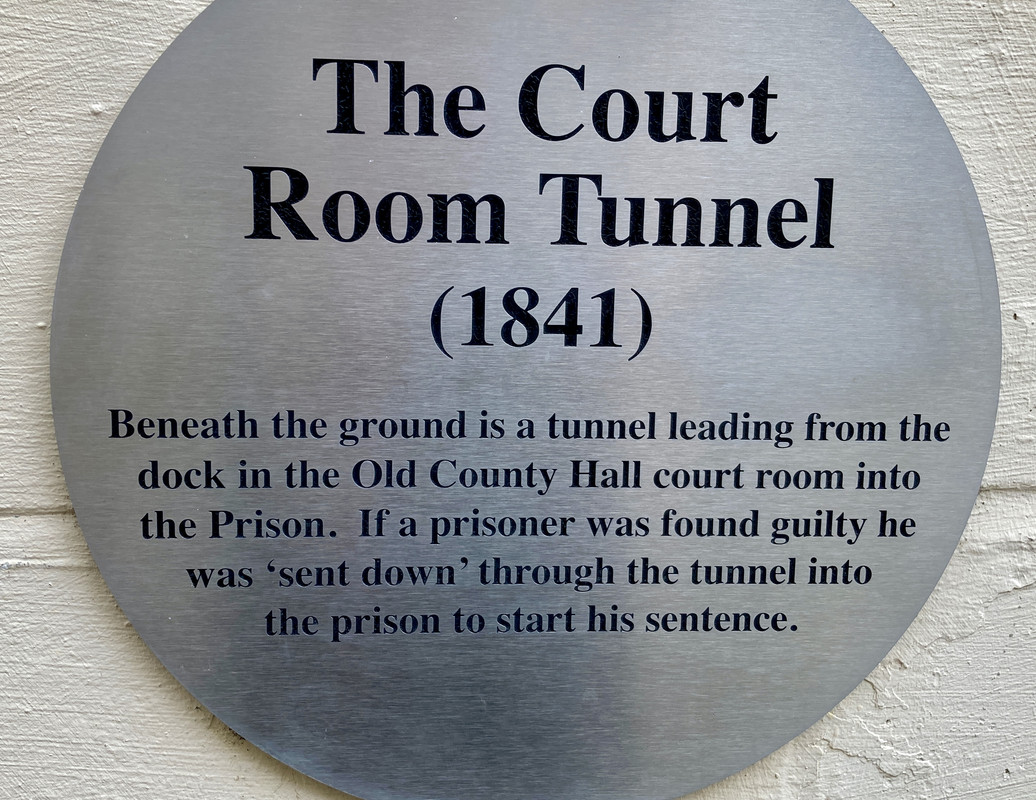 The Court
Room Tunnel
(1841)
Beneath the ground is a tunnel leading from the
dock in the Old County Hall court room into
the Prison.  If a prisoner was found guilty he
was ‘sent down’ through the tunnel into
the prison to start his sentence.